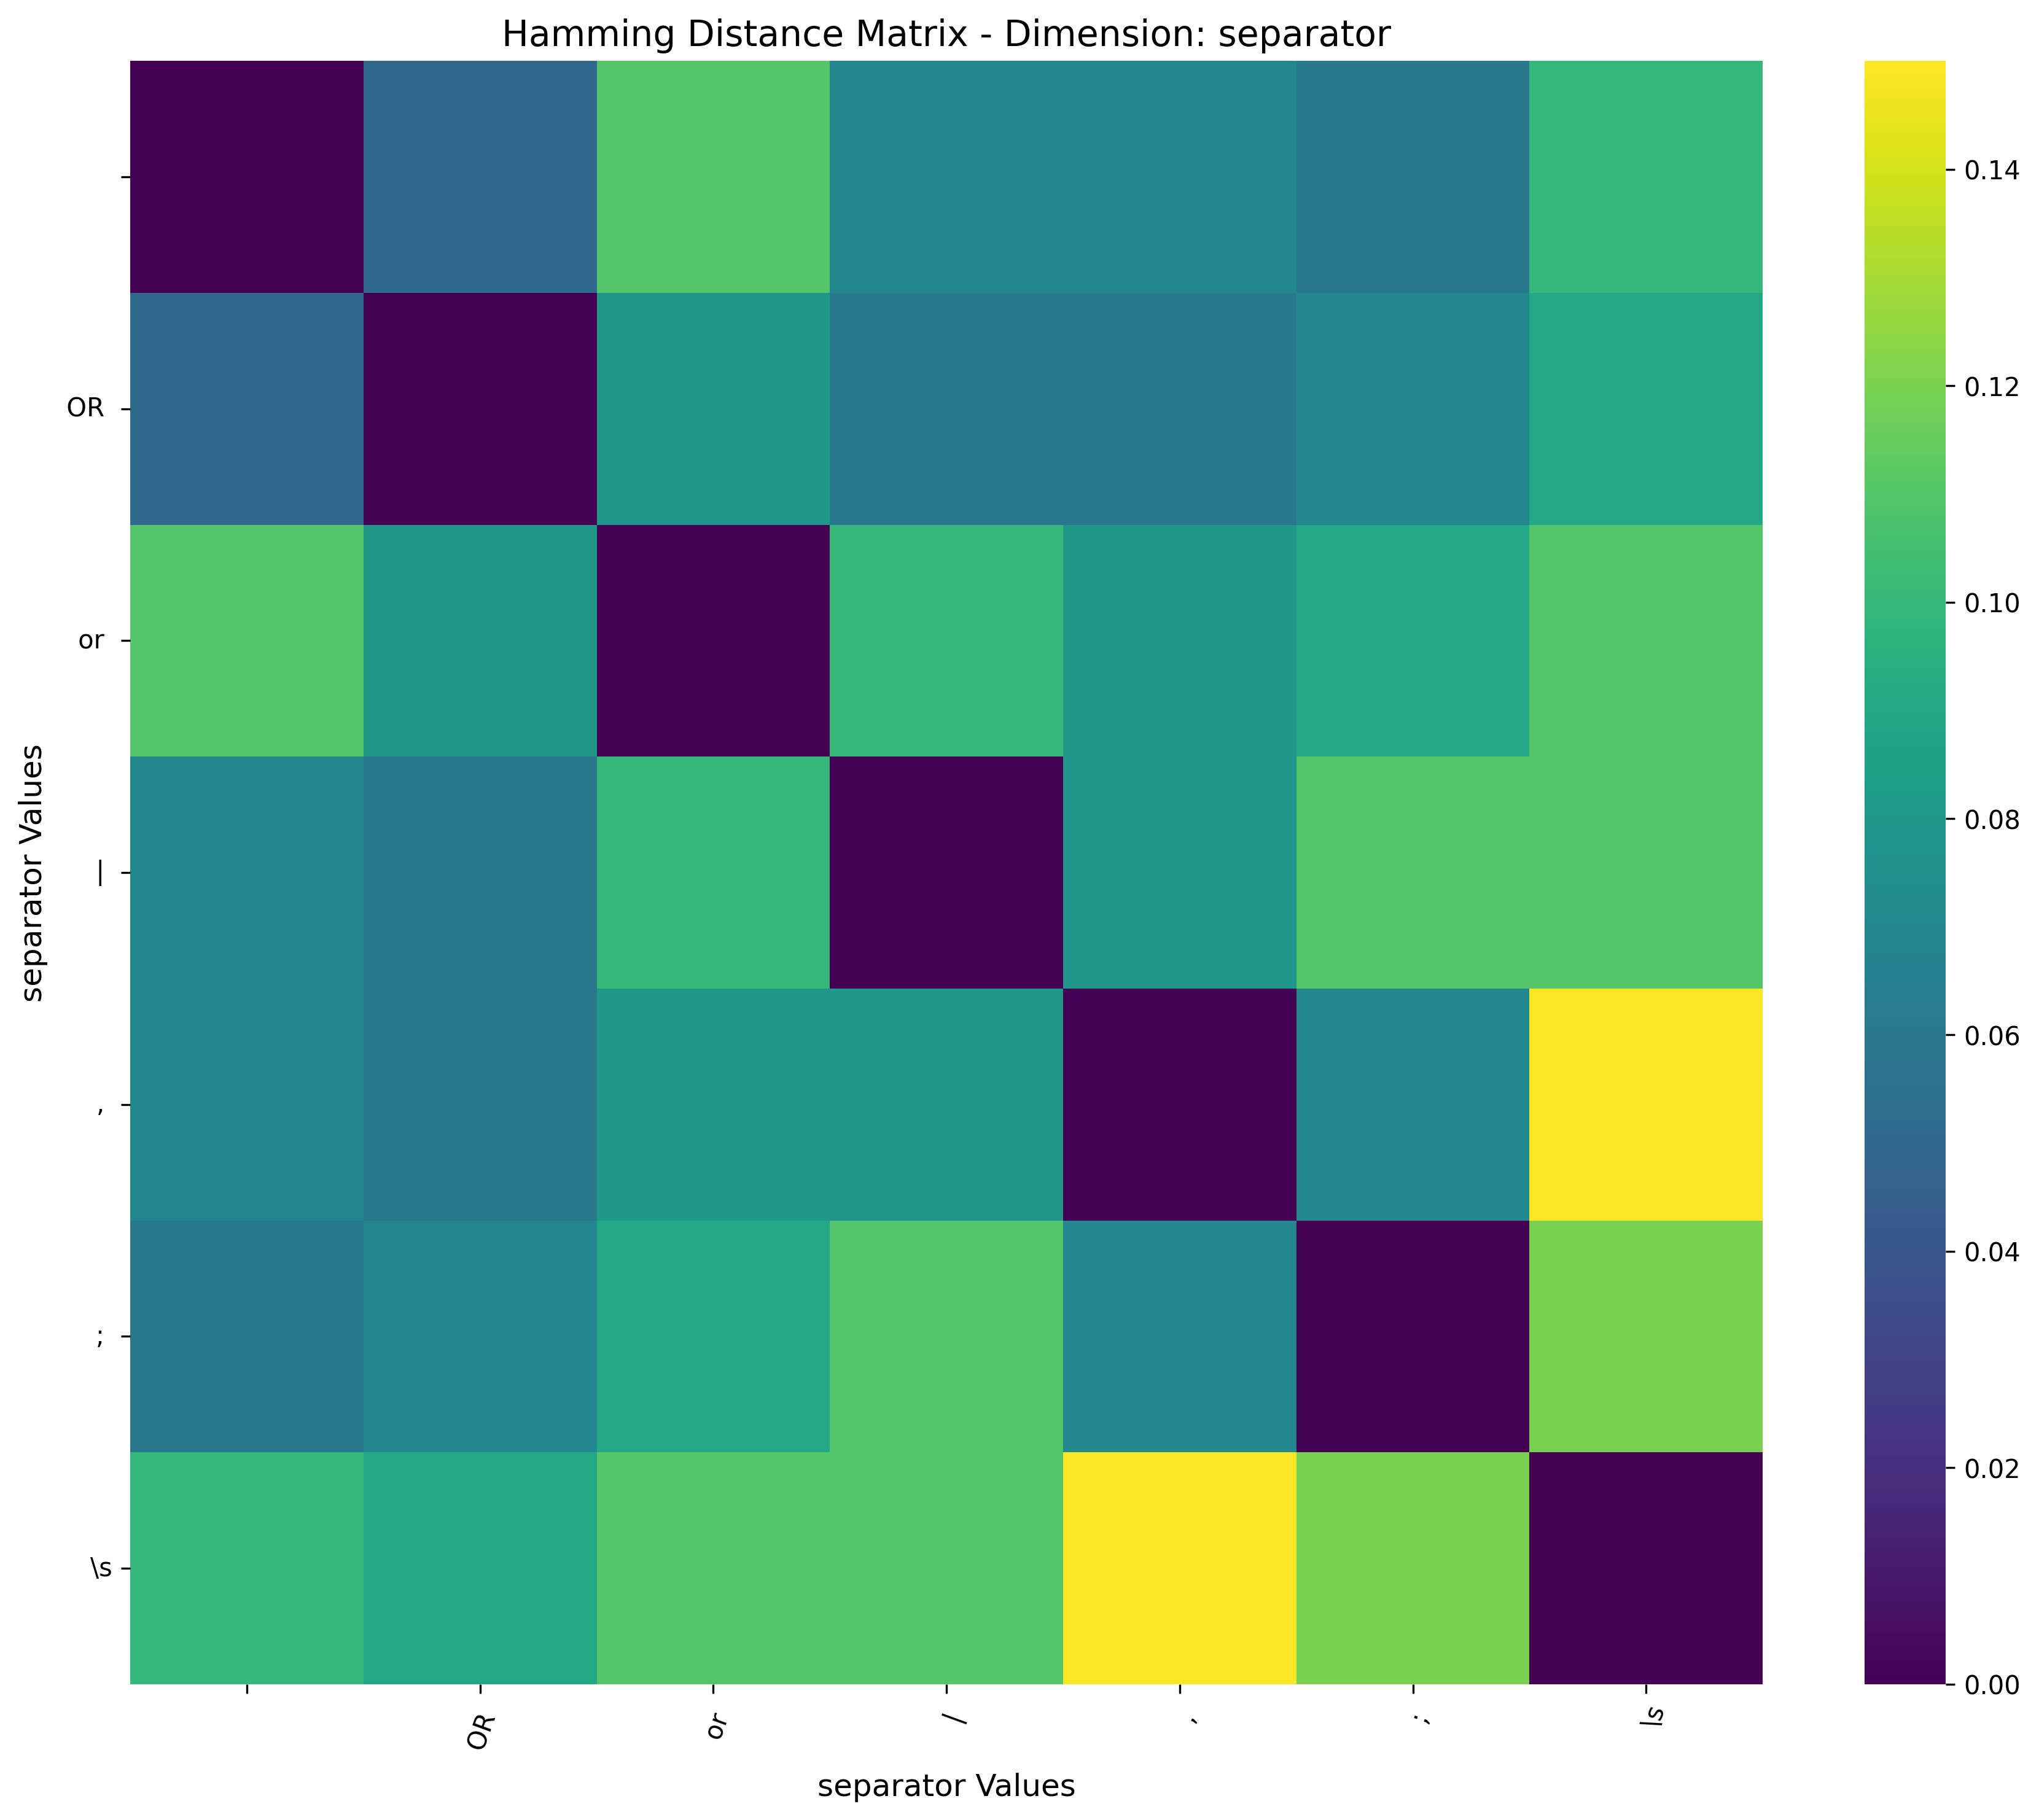 Hamming Distance Matrix - Dimension: separator
separator Values
OR
or
|
,
;
\s
OR
or
|
,
;
\s
separator Values
0.14
0.12
0.10
0.08
0.06
0.04
0.02
0.00